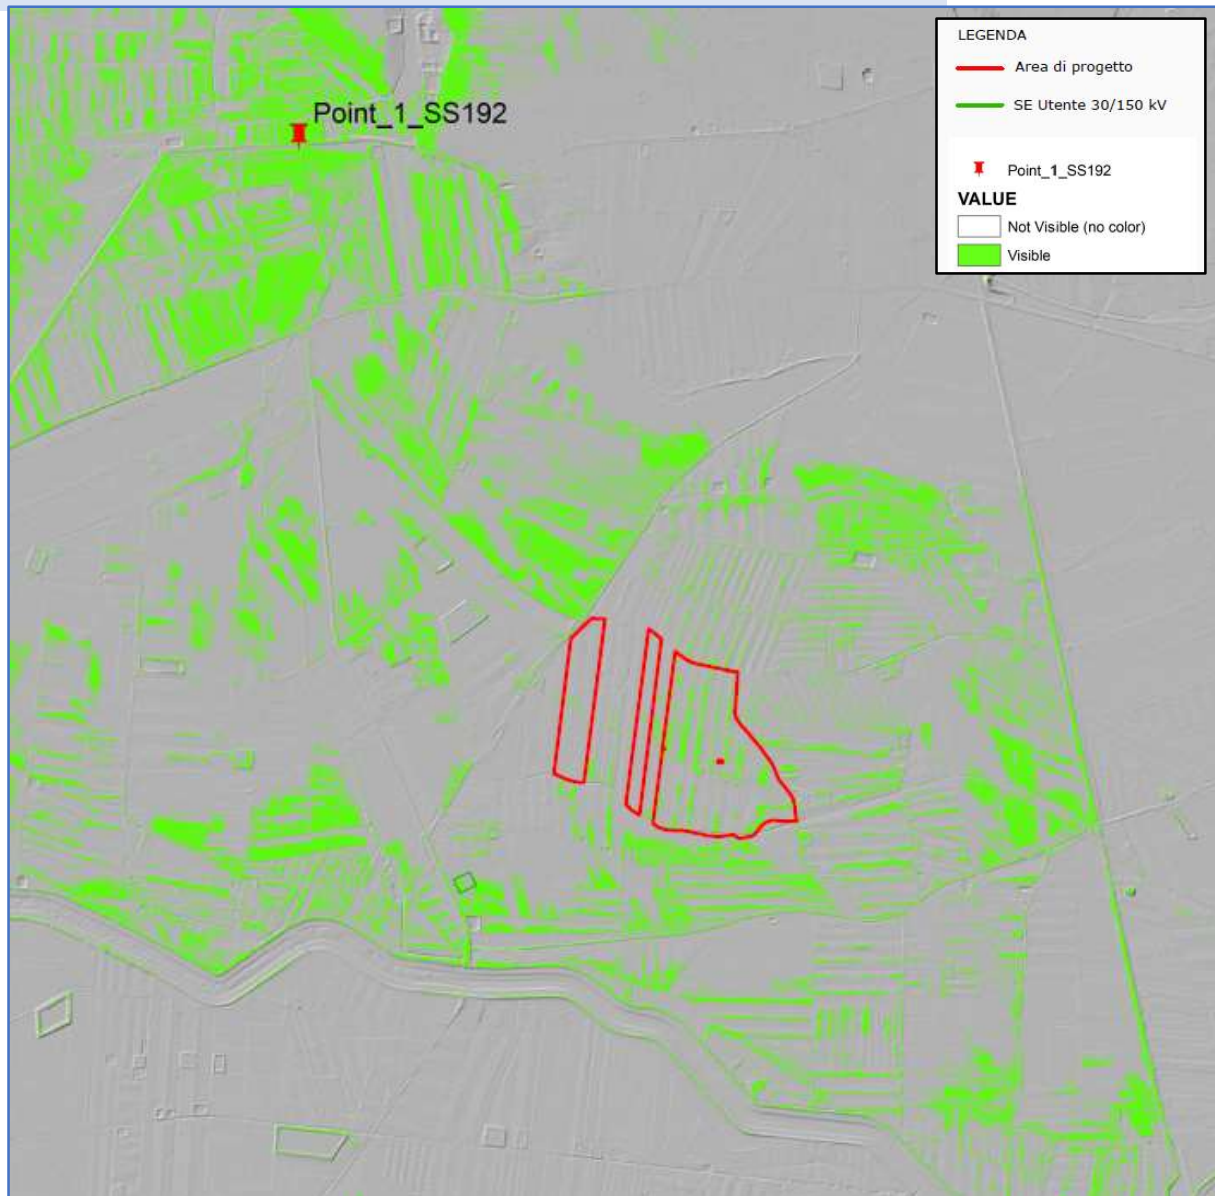 LEGENDA
Area di progetto
SE Utente 30/150 kV
Point_1_SS192
VALUE
Not Visible (no color)
Visible
Point_1_SS192